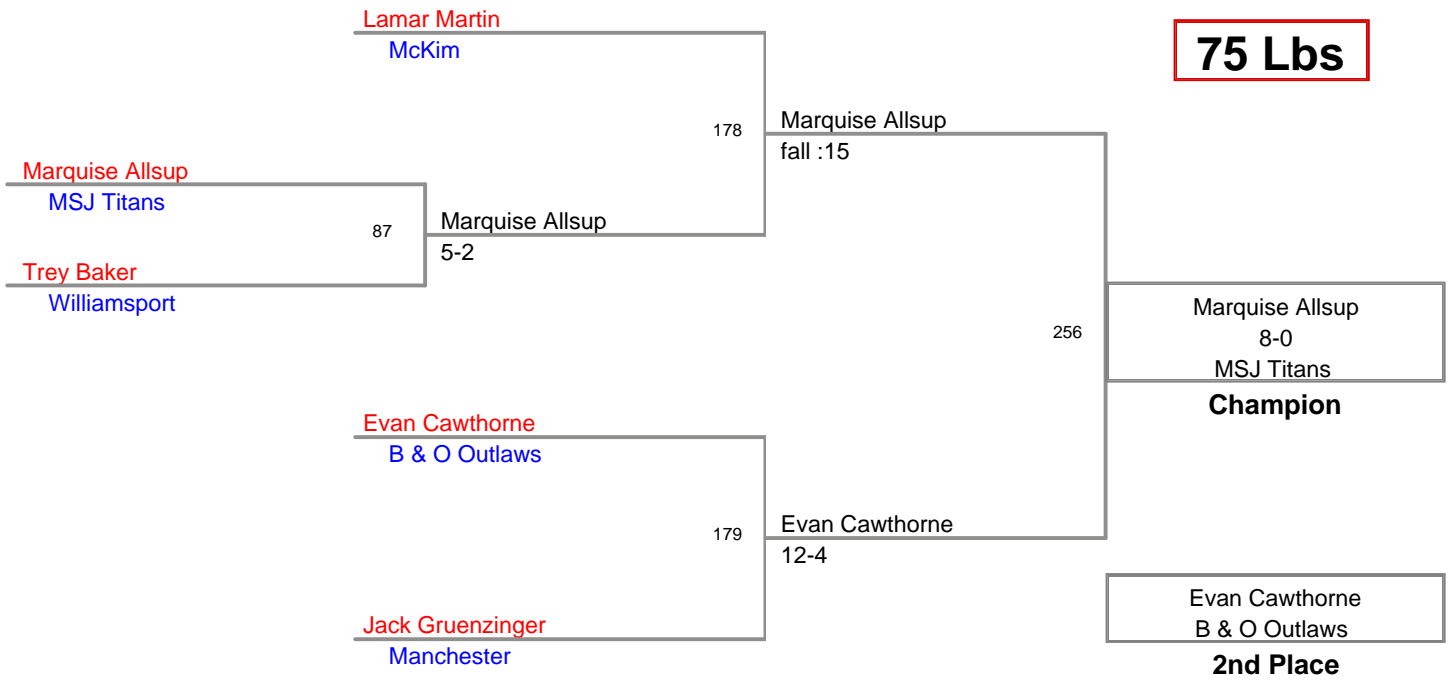 Lamar Martin
McKim
75 Lbs
178
Marquise Allsup
fall :15
Marquise Allsup
MSJ Titans
87
Marquise Allsup
5-2
Trey Baker
Williamsport
256
Marquise Allsup
8-0
MSJ Titans
Champion
Evan Cawthorne
B & O Outlaws
179
Evan Cawthorne
12-4
Jack Gruenzinger
Manchester
Evan Cawthorne
B & O Outlaws
2nd Place